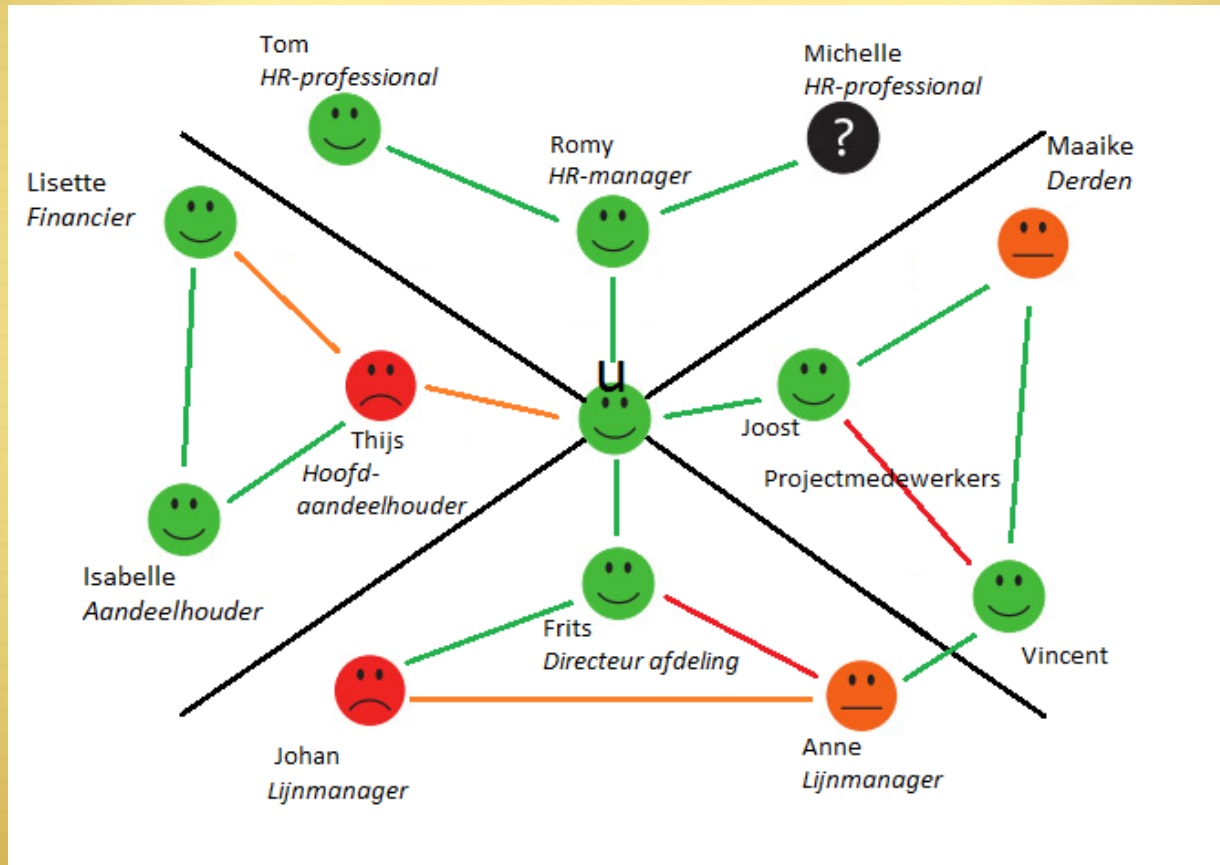 Tom
HR-professional
Michelle
HR-professional
?
Romy
HR-manager
Maaike
Derden
Lisette
Financier
u
Thijs
Hoofd-
aandeelhouder
Joost
Projectmedewerkers
Isabelle
Aandeelhouder
Frits
Directeur afdeling
Vincent
Johan
Lijnmanager
Anne
Lijnmanager